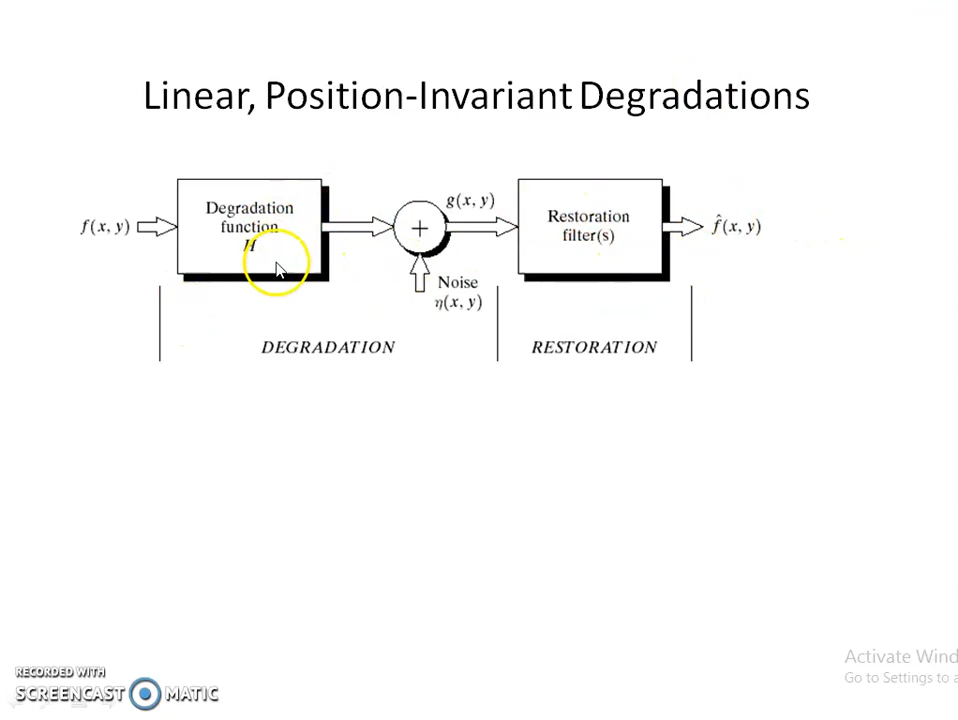 Linear, Position-Invariant Degradations
f(x, y)
Degradation
function
H
+
g(x, y)
Noise
η(x, y)
Restoration
filter(s)
f̂(x, y)
DEGRADATION
RESTORATION
Activate Wind
Go to Settings to a
RECORDED WITH
SCREENCAST MATIC